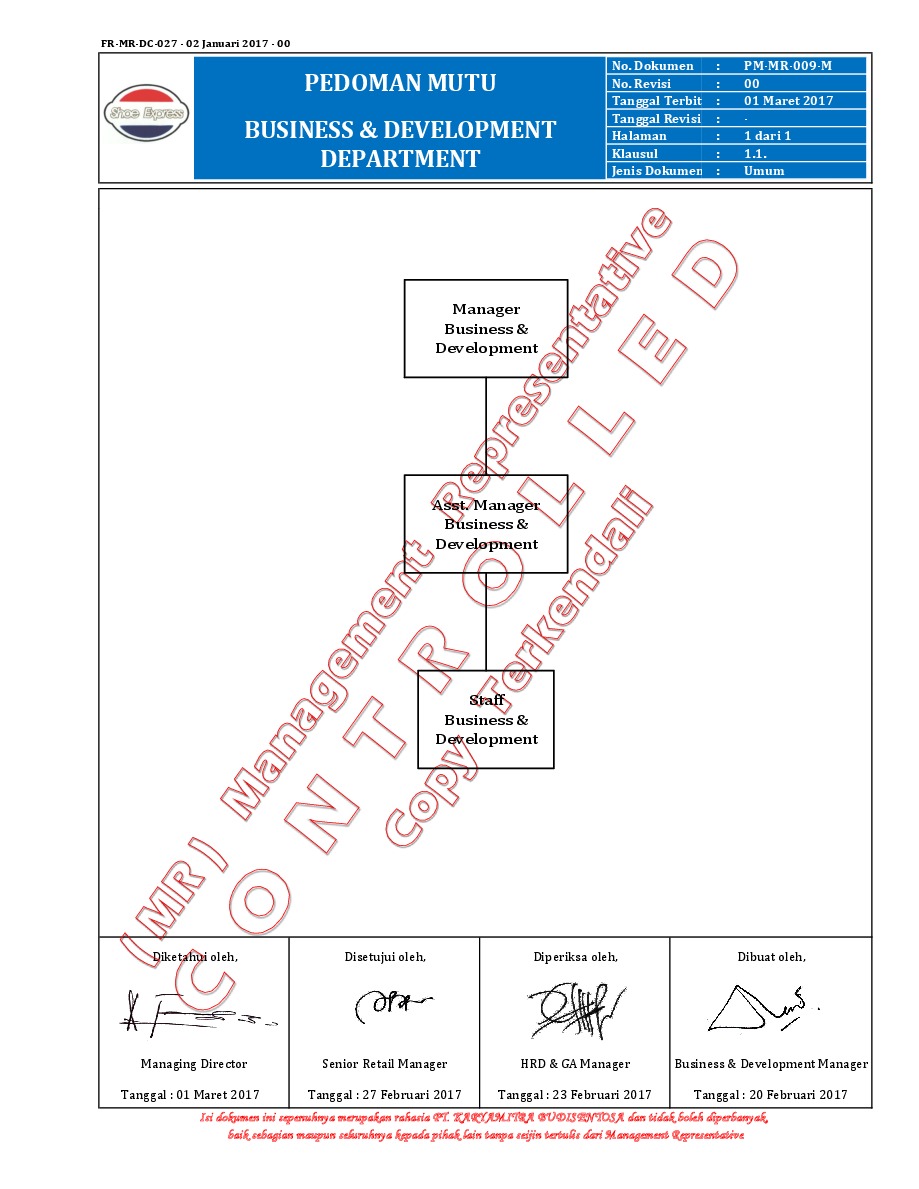 FR-MR-DC-027 - 02 Januari 2017 - 00
Shoe Express
PEDOMAN MUTU
BUSINESS & DEVELOPMENT
DEPARTMENT
No. Dokumen : PM-MR-009-M
No. Revisi : 00
Tanggal Terbit : 01 Maret 2017
Tanggal Revisi : -
Halaman : 1 dari 1
Klausul : 1.1.
Jenis Dokumen : Umum
Manager
Business &
Development
Asst. Manager
Business &
Development
Staff
Business &
Development
(MR) Management Representative
CONTROLLED
Copy Terkendali
Diketahui oleh,
Managing Director
Tanggal : 01 Maret 2017
Disetujui oleh,
Senior Retail Manager
Tanggal : 27 Februari 2017
Diperiksa oleh,
HRD & GA Manager
Tanggal : 23 Februari 2017
Dibuat oleh,
Business & Development Manager
Tanggal : 20 Februari 2017
Isi dokumen ini sepenuhnya merupakan rahasia PT. KARYAMITRA BUDISENTOSA dan tidak boleh diperbanyak,
baik sebagian maupun seluruhnya kepada pihak lain tanpa seijin tertulis dari Management Representative